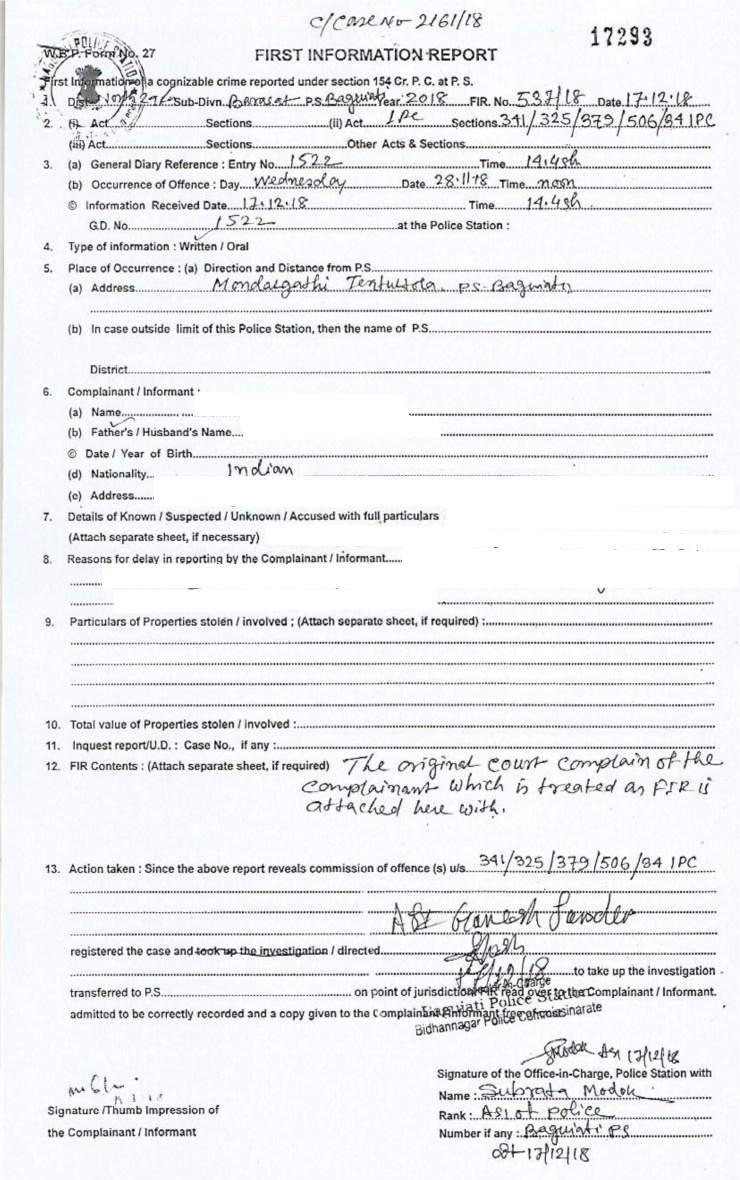 C/Case No 2161/18
17293
W.B.P. Form No. 27
FIRST INFORMATION REPORT
First Information of a cognizable crime reported under section 154 Cr. P. C. at P. S.
1. Dist. Sub-Divn. Barasat P.S. Baguiati Year. 2018 FIR. No. 537/18 Date 17.12.18
2. (i) Act Sections (ii) Act IPC Sections. 341/325/379/506/34 IPC
(iii) Act Sections Other Acts & Sections
3. (a) General Diary Reference : Entry No. 1522 Time 14.45h
(b) Occurrence of Offence : Day Wednesday Date 28.11.18 Time noon
© Information Received Date 17.12.18 Time 14.45h
G.D. No. 1522 at the Police Station :
4. Type of information : Written / Oral
5. Place of Occurrence : (a) Direction and Distance from P.S.
(a) Address Mondalgathi Tentultola. PS- Baguiati
(b) In case outside limit of this Police Station, then the name of P.S.
District
6. Complainant / Informant
(a) Name
(b) Father's / Husband's Name
© Date / Year of Birth
(d) Nationality Indian
(e) Address
7. Details of Known / Suspected / Unknown / Accused with full particulars
(Attach separate sheet, if necessary)
8. Reasons for delay in reporting by the Complainant / Informant
9. Particulars of Properties stolen / involved ; (Attach separate sheet, if required) :
10. Total value of Properties stolen / involved :
11. Inquest report/U.D. : Case No., if any :
12. FIR Contents : (Attach separate sheet, if required) The original court complain of the
complainant which is treated as FIR is
attached here with.
13. Action taken : Since the above report reveals commission of offence (s) u/s 341/325/379/506/34 IPC
ASI Ganesh
registered the case and took up the investigation / directed
17/12/18 to take up the investigation
In-Charge
transferred to P.S. on point of jurisdiction FIR read over to the Complainant / Informant.
Baguiati Police Station
admitted to be correctly recorded and a copy given to the Complainant/Informant free of cost
Bidhannagar Police Commissionarate
SModok ASI 17/12/18
Signature of the Office-in-Charge, Police Station with
Name : Subrata Modok
Signature /Thumb Impression of
Rank : ASI of police
the Complainant / Informant
Number if any : Baguiati PS
dt-17/12/18